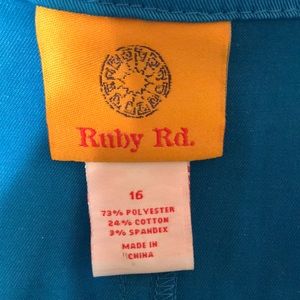 Ruby Rd.
16
73% POLYESTER
24% COTTON
3% SPANDEX
MADE IN
CHINA